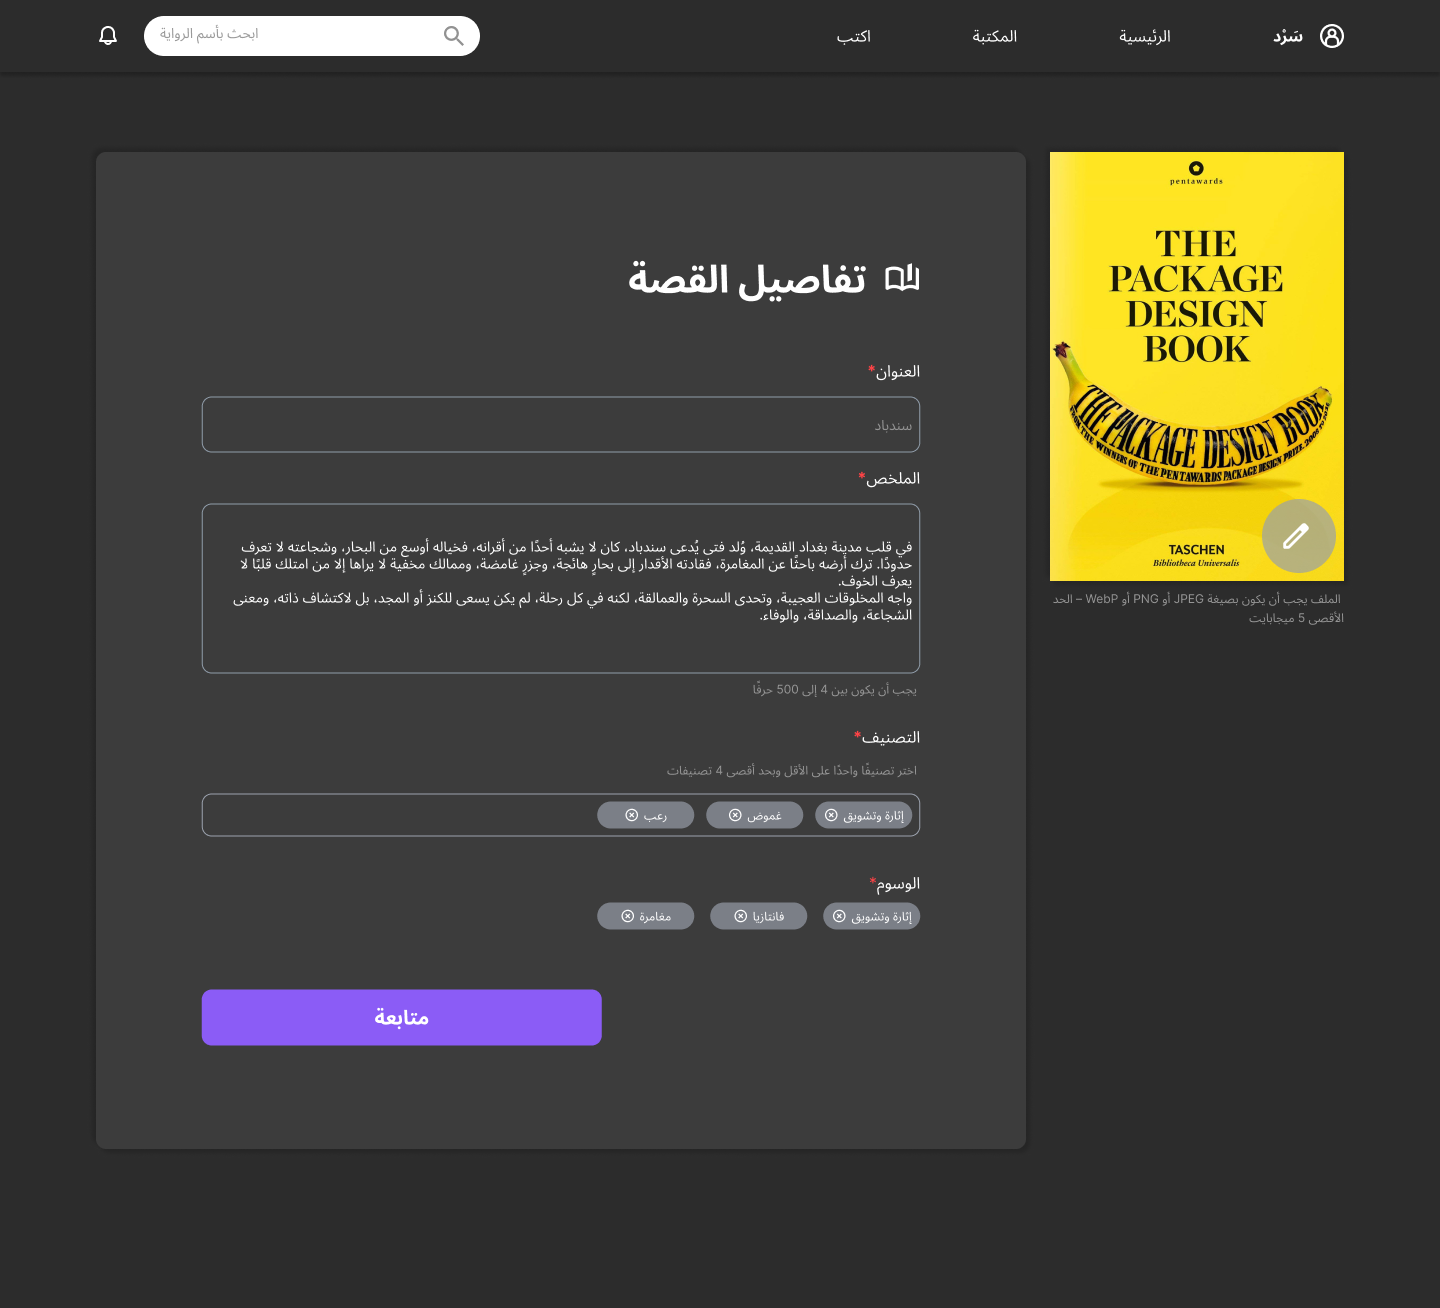 سَرْد
الرئيسية
المكتبة
اكتب
ابحث بأسم الرواية
pentawards
THE
PACKAGE
DESIGN
BOOK
THE PACKAGE DESIGN BOOK
FROM THE WINNERS OF THE PENTAWARDS PACKAGE DESIGN PRIZE, 2008 TO
TASCHEN
Bibliotheca Universalis
الملف يجب أن يكون بصيغة JPEG أو PNG أو WebP – الحد
الأقصى 5 ميجابايت
تفاصيل القصة
العنوان*
سندباد
الملخص*
في قلب مدينة بغداد القديمة، وُلد فتى يُدعى سندباد، كان لا يشبه أحدًا من أقرانه، فخياله أوسع من البحار، وشجاعته لا تعرف
حدودًا. ترك أرضه باحثًا عن المغامرة، فقادته الأقدار إلى بحارٍ هائجة، وجزرٍ غامضة، وممالك مخفية لا يراها إلا من امتلك قلبًا لا
يعرف الخوف.
واجه المخلوقات العجيبة، وتحدى السحرة والعمالقة، لكنه في كل رحلة، لم يكن يسعى للكنز أو المجد، بل لاكتشاف ذاته، ومعنى
الشجاعة، والصداقة، والوفاء.
يجب أن يكون بين 4 إلى 500 حرفًا
التصنيف*
اختر تصنيفًا واحدًا على الأقل وبحد أقصى 4 تصنيفات
إثارة وتشويق
غموض
رعب
الوسوم*
إثارة وتشويق
فانتازيا
مغامرة
متابعة